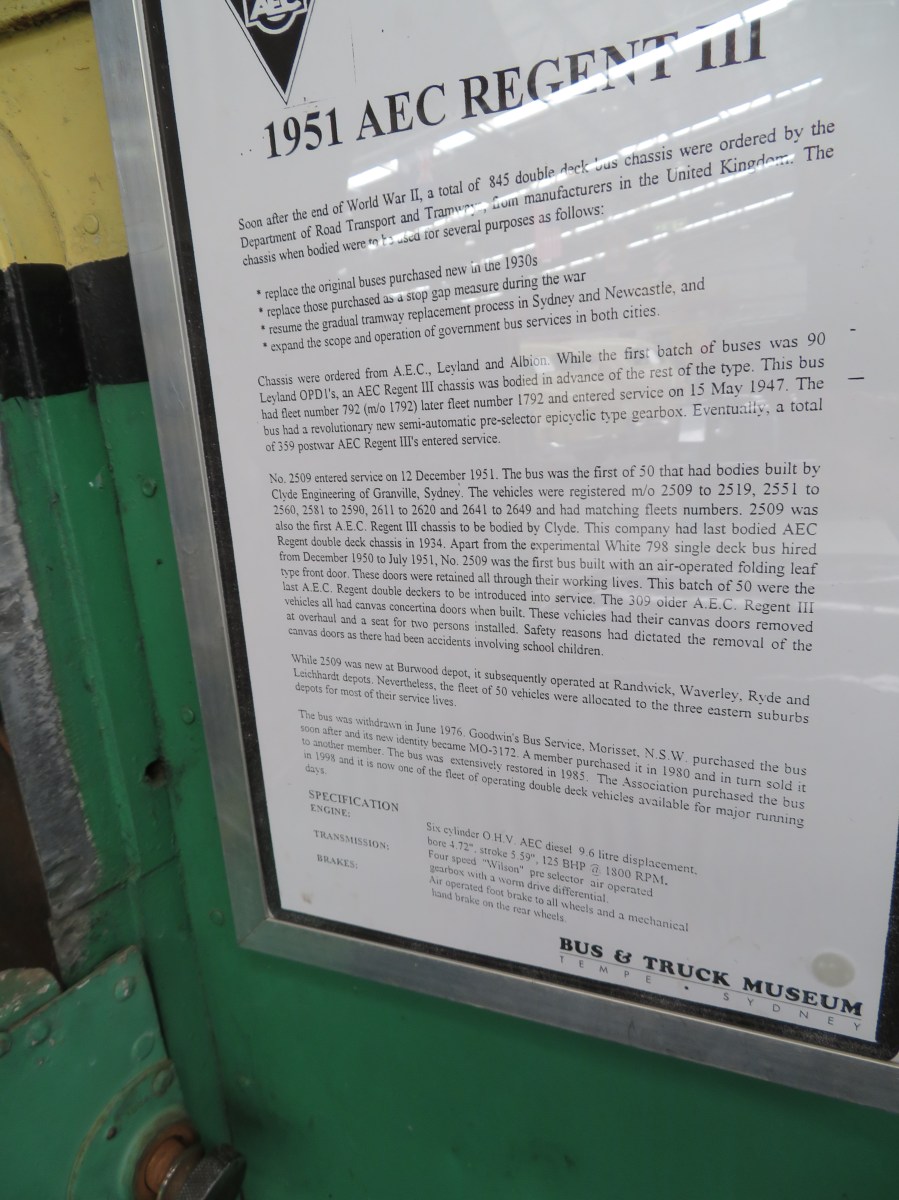 AEC
1951 AEC REGENT III
Soon after the end of World War II, a total of 845 double deck bus chassis were ordered by the
Department of Road Transport and Tramways, from manufacturers in the United Kingdom. The
chassis when bodied were to be used for several purposes as follows:
* replace the original buses purchased new in the 1930s
* replace those purchased as a stop gap measure during the war
* resume the gradual tramway replacement process in Sydney and Newcastle, and
* expand the scope and operation of government bus services in both cities.
Chassis were ordered from A.E.C., Leyland and Albion. While the first batch of buses was 90
Leyland OPD1's, an AEC Regent III chassis was bodied in advance of the rest of the type. This bus
had fleet number 792 (m/o 1792) later fleet number 1792 and entered service on 15 May 1947. The
bus had a revolutionary new semi-automatic pre-selector epicyclic type gearbox. Eventually, a total
of 359 postwar AEC Regent III's entered service.
No. 2509 entered service on 12 December 1951. The bus was the first of 50 that had bodies built by
Clyde Engineering of Granville, Sydney. The vehicles were registered m/o 2509 to 2519, 2551 to
2560, 2581 to 2590, 2611 to 2620 and 2641 to 2649 and had matching fleets numbers. 2509 was
also the first A.E.C. Regent III chassis to be bodied by Clyde. This company had last bodied AEC
Regent double deck chassis in 1934. Apart from the experimental White 798 single deck bus hired
from December 1950 to July 1951, No. 2509 was the first bus built with an air-operated folding leaf
type front door. These doors were retained all through their working lives. This batch of 50 were the
last A.E.C. Regent double deckers to be introduced into service. The 309 older A.E.C. Regent III
vehicles all had canvas concertina doors when built. These vehicles had their canvas doors removed
at overhaul and a seat for two persons installed. Safety reasons had dictated the removal of the
canvas doors as there had been accidents involving school children.
While 2509 was new at Burwood depot, it subsequently operated at Randwick, Waverley, Ryde and
Leichhardt depots. Nevertheless, the fleet of 50 vehicles were allocated to the three eastern suburbs
depots for most of their service lives.
The bus was withdrawn in June 1976. Goodwin's Bus Service, Morisset, N.S.W. purchased the bus
soon after and its new identity became MO-3172. A member purchased it in 1980 and in turn sold it
to another member. The bus was extensively restored in 1985. The Association purchased the bus
in 1998 and it is now one of the fleet of operating double deck vehicles available for major running
days.
SPECIFICATION
ENGINE: Six cylinder O.H.V. AEC diesel 9.6 litre displacement,
bore 4.72", stroke 5.59", 125 BHP @ 1800 RPM.
TRANSMISSION: Four speed "Wilson" pre selector air operated
gearbox with a worm drive differential.
BRAKES: Air operated foot brake to all wheels and a mechanical
hand brake on the rear wheels.
BUS & TRUCK MUSEUM
TEMPE • SYDNEY